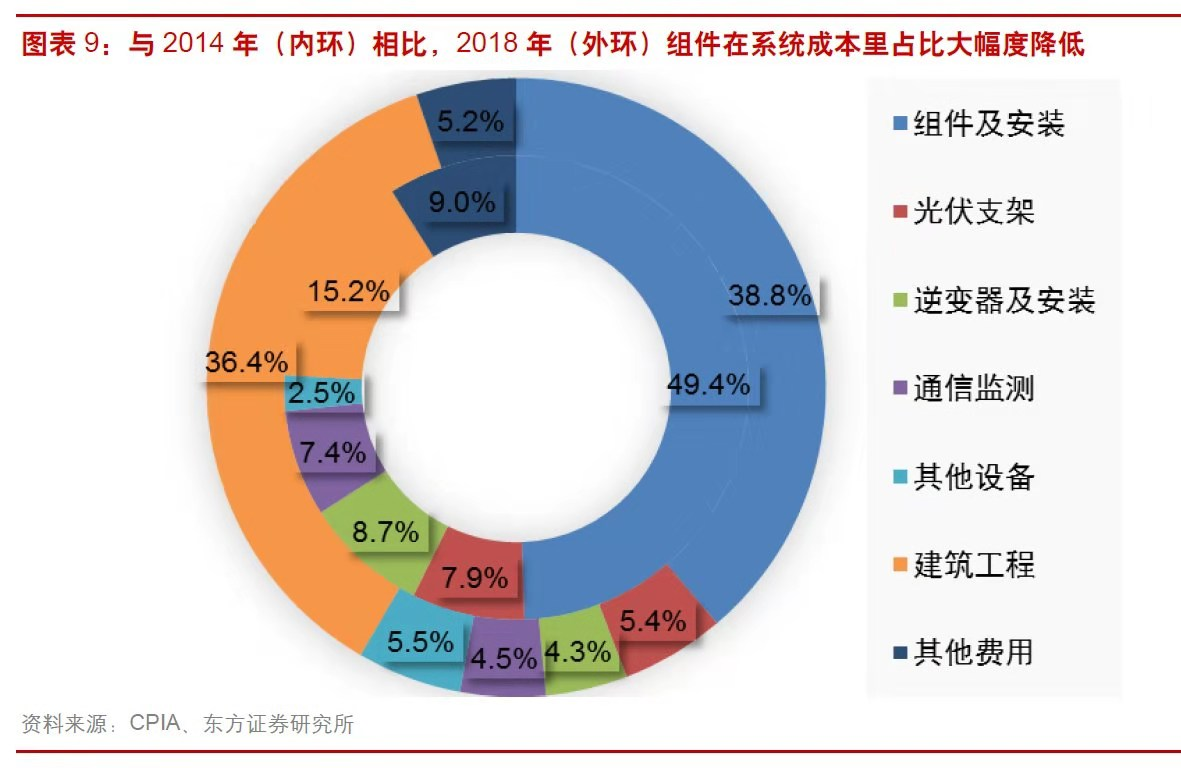 图表 9：与 2014 年（内环）相比，2018 年（外环）组件在系统成本里占比大幅度降低
5.2%
9.0%
15.2%
38.8%
36.4%
49.4%
2.5%
7.4%
8.7%
7.9%
5.4%
5.5%
4.5%
4.3%
组件及安装
光伏支架
逆变器及安装
通信监测
其他设备
建筑工程
其他费用
资料来源：CPIA、东方证券研究所